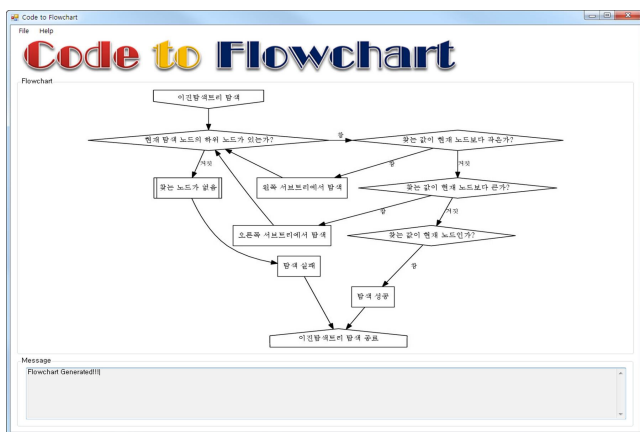 Code to Flowchart
File Help
Code to Flowchart
Flowchart
이진탐색트리 탐색
현재 탐색 노드의 하위 노드가 있는가?
참
찾는 값이 현재 노드보다 작은가?
거짓
참
거짓
찾는 노드가 없음
왼쪽 서브트리에서 탐색
찾는 값이 현재 노드보다 큰가?
참
거짓
오른쪽 서브트리에서 탐색
찾는 값이 현재 노드인가?
탐색 실패
참
탐색 성공
이진탐색트리 탐색 종료
Message
Flowchart Generated!!!